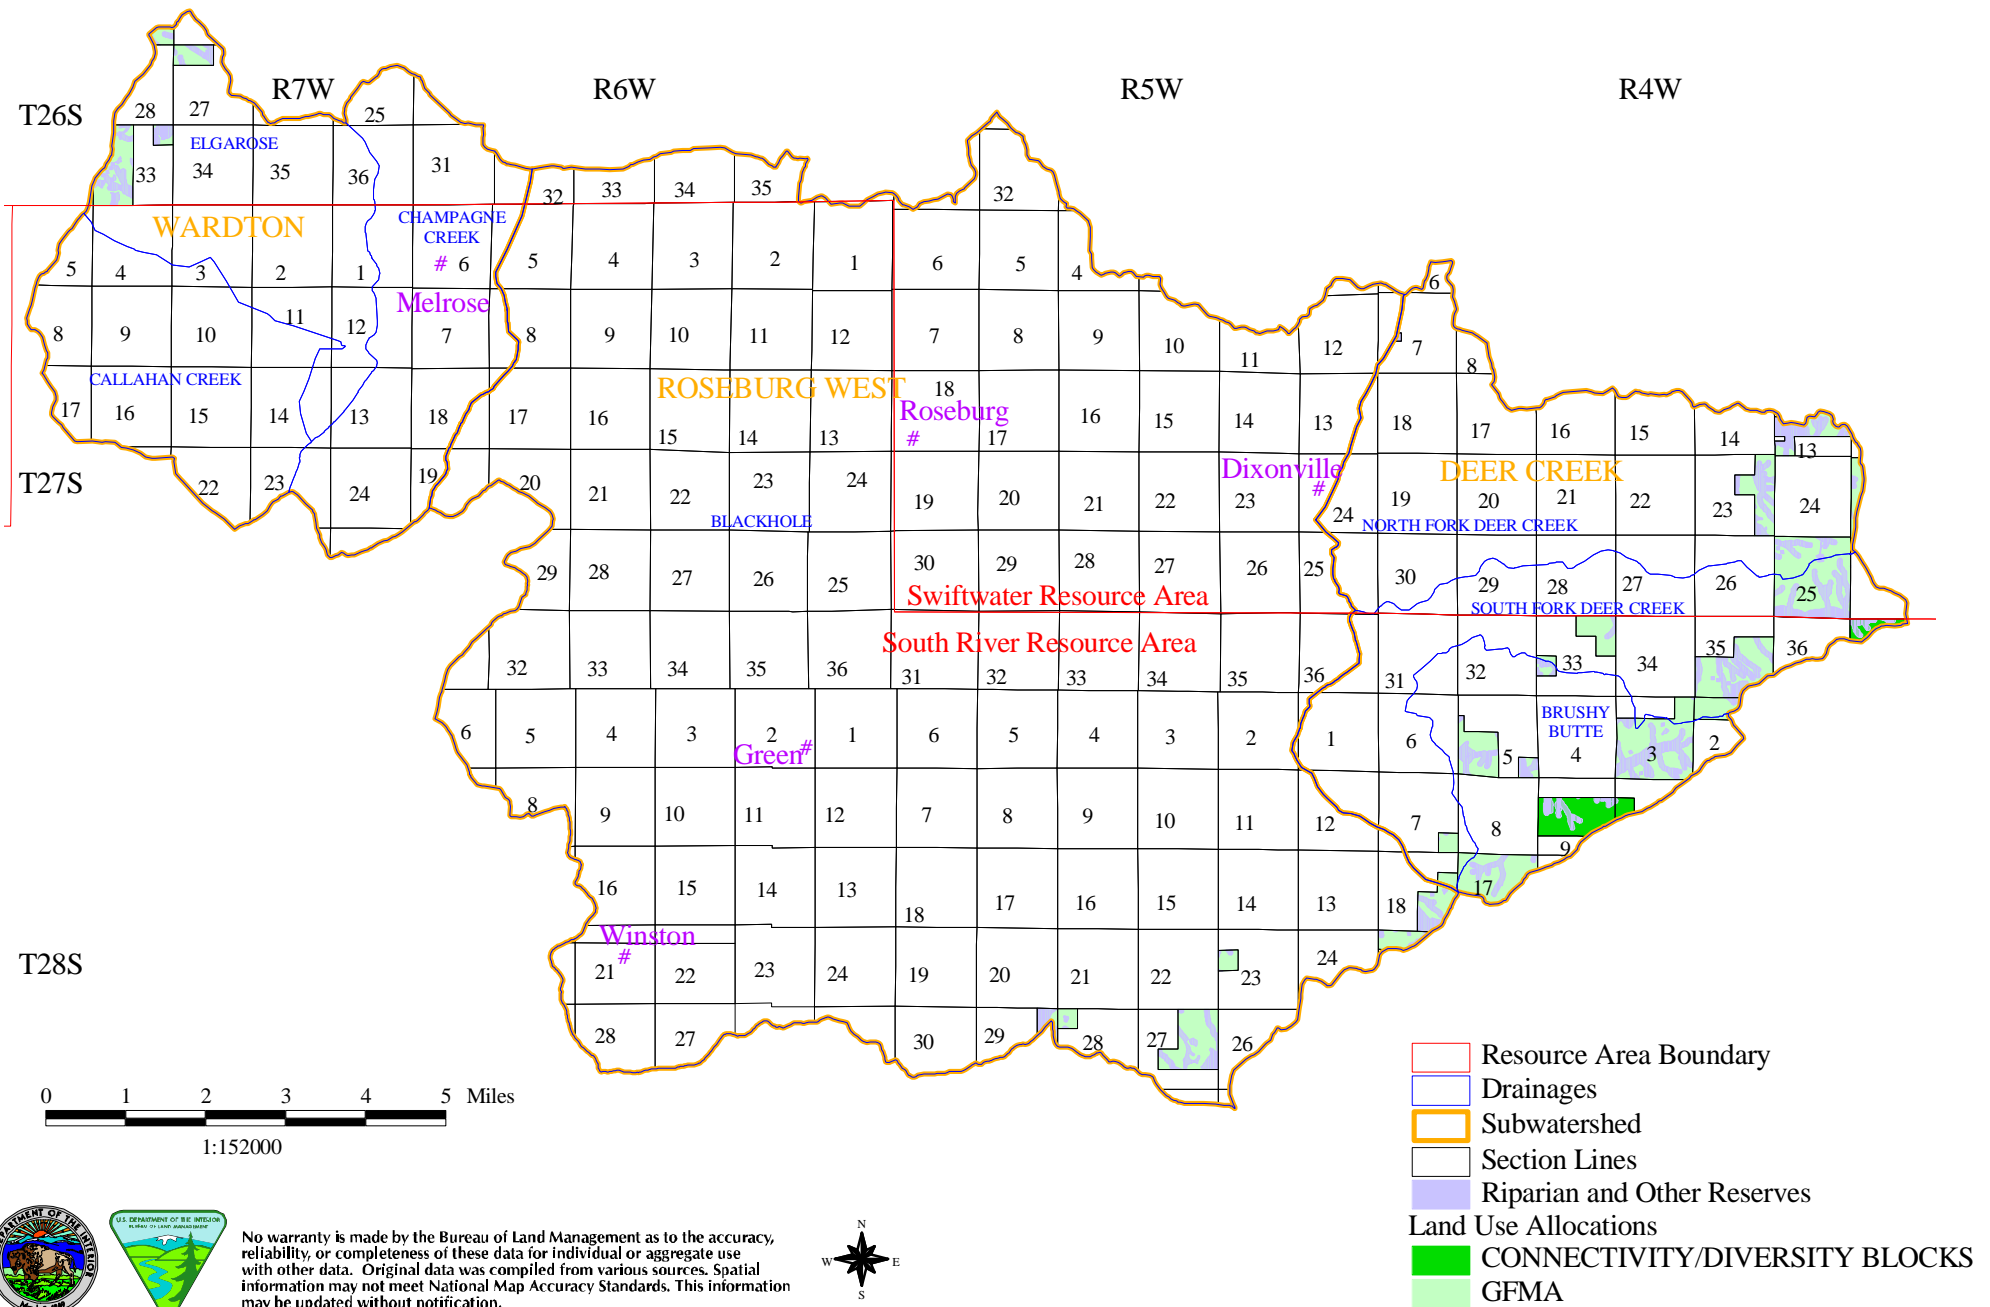 R7W R6W R5W R4W
T26S
28 27 25
ELGAROSE
33 34 35 36 31
32 33 34 35 32
WARDTON
CHAMPAGNE
CREEK
5 4 3 2 1 # 6 5 4 3 2 1 6 5 4 6
Melrose
8 9 10 11 12 7 8 9 10 11 12 7 8 9 10 11 12 7 8
CALLAHAN CREEK
ROSEBURG WEST
17 16 15 14 13 18 17 16 15 14 13 18 17 16 15 14 13 18 17 16 15 14 13
Roseburg
#
Dixonville
#
DEER CREEK
T27S
22 23 24 19 20 21 22 23 24 19 20 21 22 23 24 19 20 21 22 23 24
BLACKHOLE
NORTH FORK DEER CREEK
29 28 27 26 25 30 29 28 27 26 25 30 29 28 27 26 25
Swiftwater Resource Area
SOUTH FORK DEER CREEK
South River Resource Area
32 33 34 35 36 31 32 33 34 35 36 31 32 33 34 35 36
BRUSHY
BUTTE
6 5 4 3 2 1 6 5 4 3 2 1 6 5 4 3 2
Green #
8 9 10 11 12 7 8 9 10 11 12 7 8 9
16 15 14 13 18 17 16 15 14 13 18 17
Winston
#
T28S
21 22 23 24 19 20 21 22 23 24
28 27 30 29 28 27 26
0 1 2 3 4 5 Miles
1:152000
Resource Area Boundary
Drainages
Subwatershed
Section Lines
Riparian and Other Reserves
Land Use Allocations
CONNECTIVITY/DIVERSITY BLOCKS
GFMA
DEPARTMENT OF THE INTERIOR
U.S. DEPARTMENT OF THE INTERIOR
BUREAU OF LAND MANAGEMENT
No warranty is made by the Bureau of Land Management as to the accuracy,
reliability, or completeness of these data for individual or aggregate use
with other data. Original data was compiled from various sources. Spatial
information may not meet National Map Accuracy Standards. This information
may be updated without notification.
N
W E
S